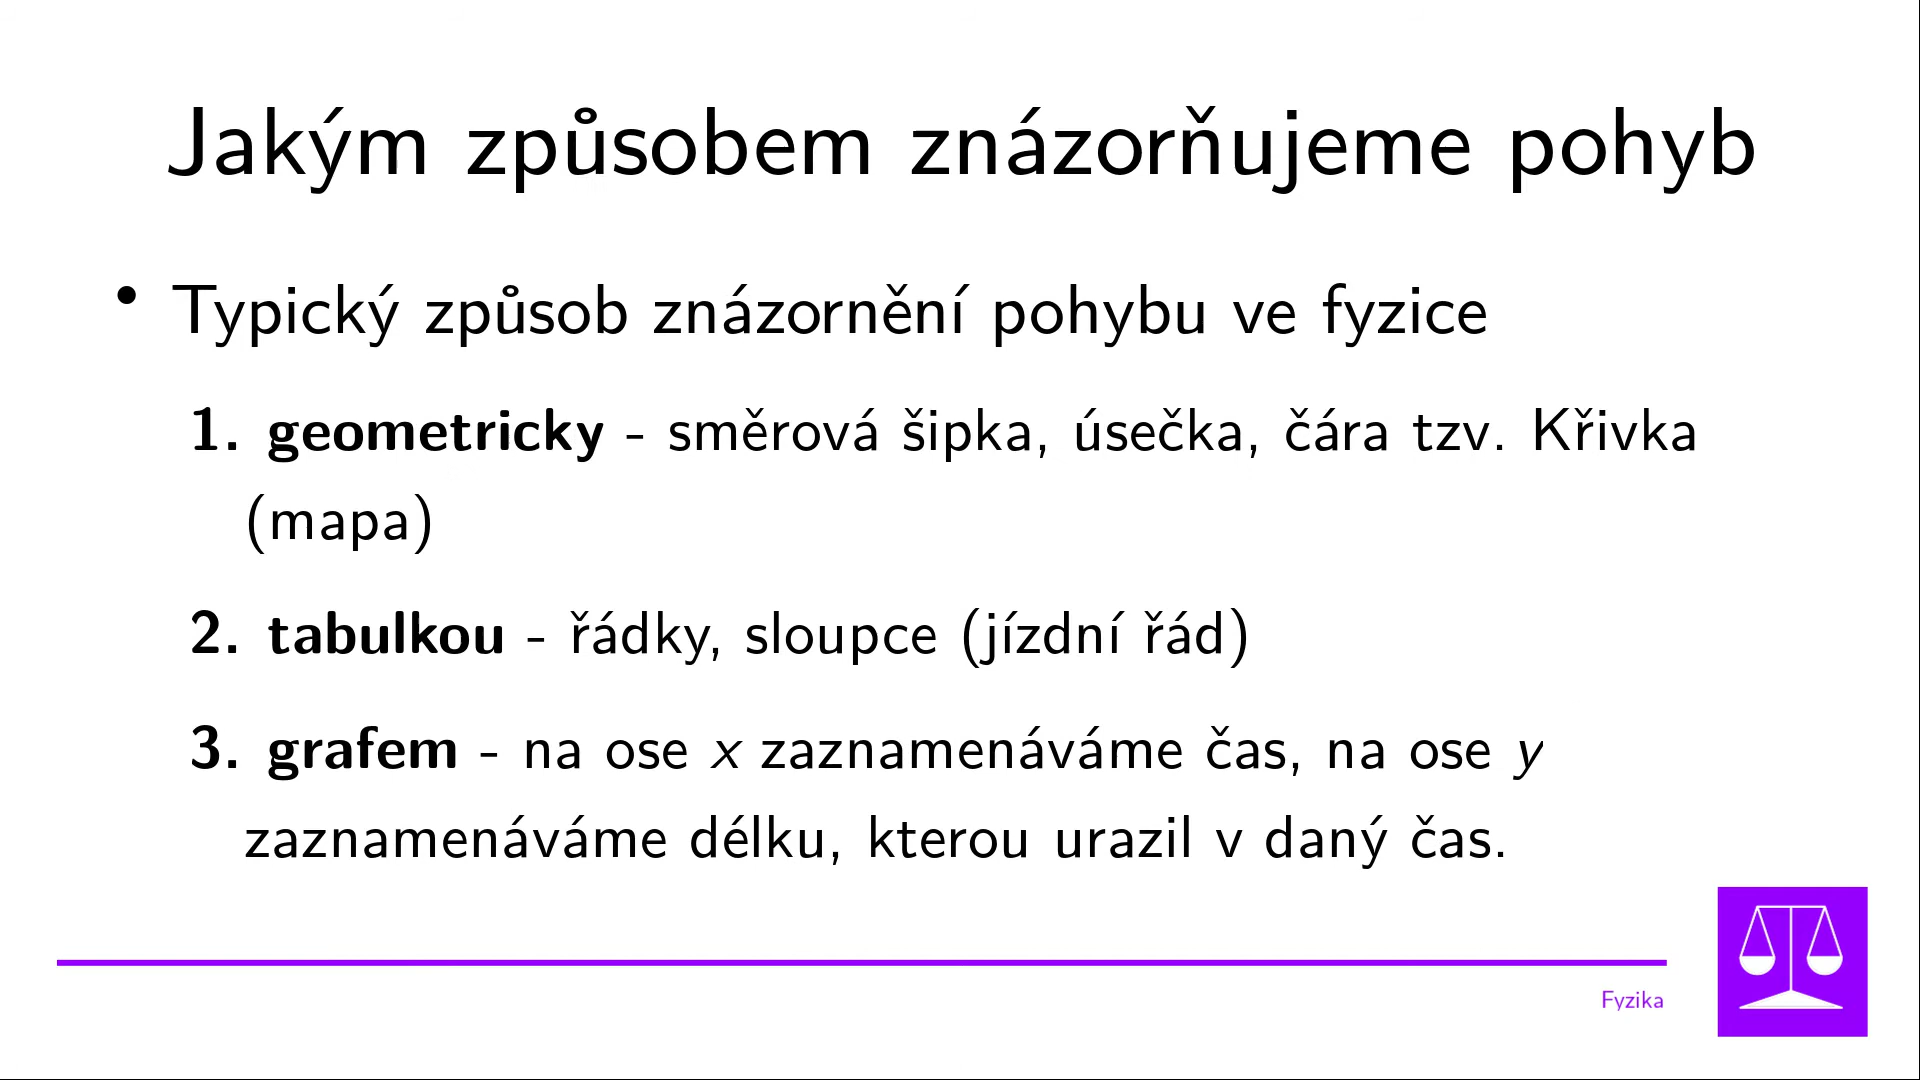 Jakým způsobem znázorňujeme pohyb
• Typický způsob znázornění pohybu ve fyzice
1. geometricky - směrová šipka, úsečka, čára tzv. Křivka
(mapa)
2. tabulkou - řádky, sloupce (jízdní řád)
3. grafem - na ose x zaznamenáváme čas, na ose y
zaznamenáváme délku, kterou urazil v daný čas.
Fyzika